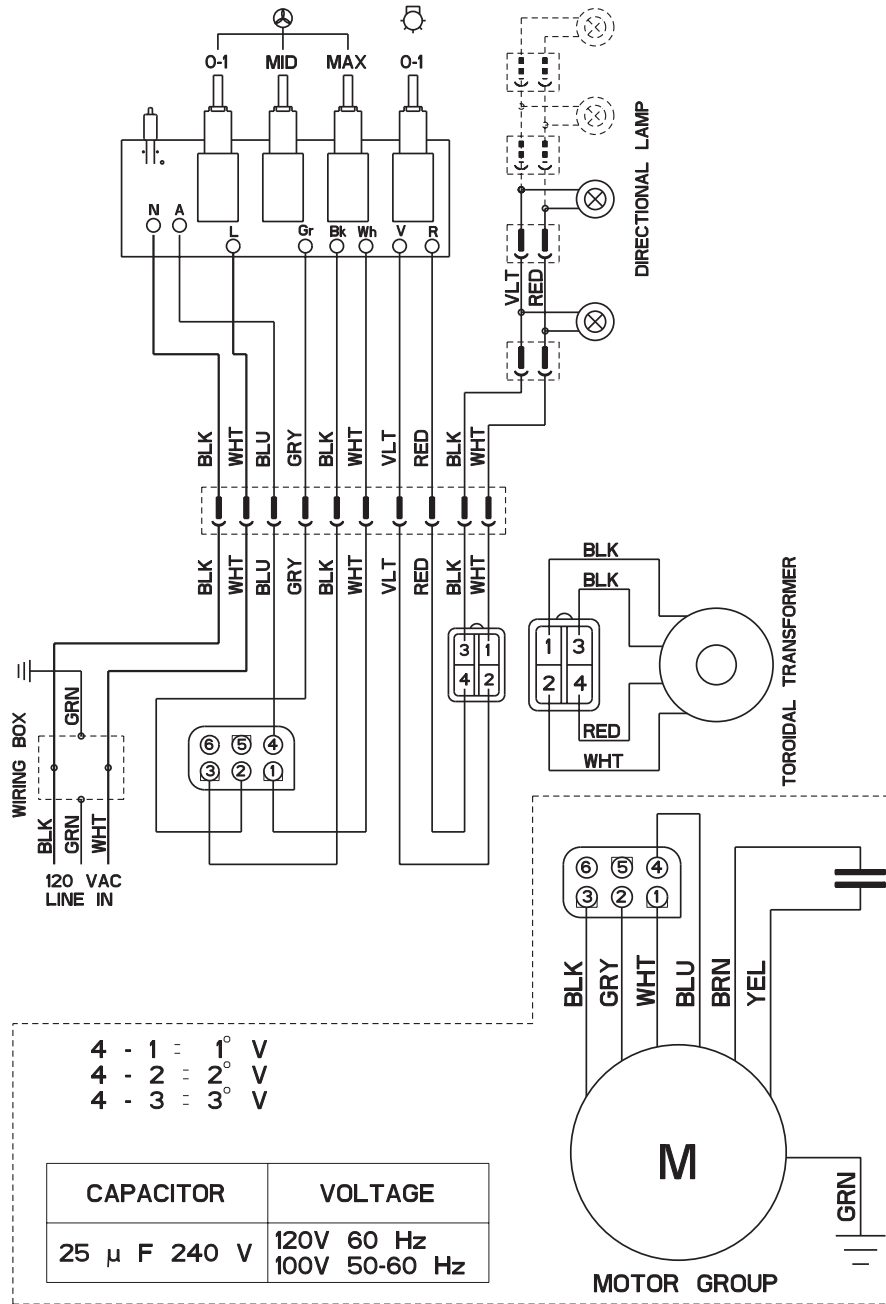 0-1 MID MAX 0-1
N A L Gr Bk Wh V R
DIRECTIONAL LAMP
VLT RED
BLK WHT BLU GRY BLK WHT VLT RED BLK WHT
BLK WHT BLU GRY BLK WHT VLT RED BLK WHT
3 1
4 2
BLK
BLK
1 3
2 4
RED
WHT
TOROIDAL TRANSFORMER
GRN
WIRING BOX
BLK GRN WHT
120 VAC
LINE IN
6 5 4
3 2 1
6 5 4
3 2 1
BLK GRY WHT BLU BRN YEL
M
GRN
MOTOR GROUP
4 - 1 = 1° V
4 - 2 = 2° V
4 - 3 = 3° V
CAPACITOR VOLTAGE
25 µ F 240 V
120V 60 Hz
100V 50-60 Hz